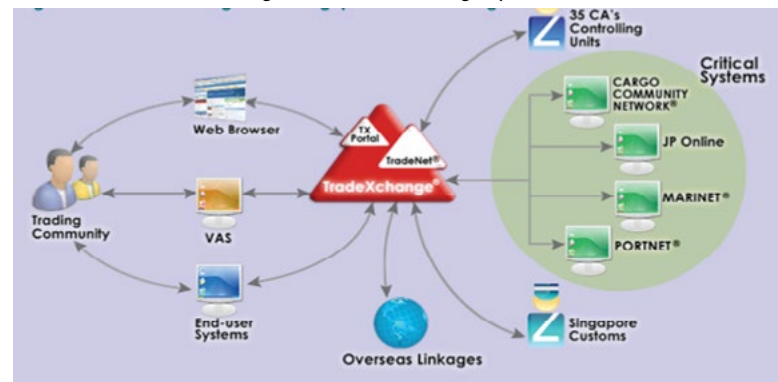 35 CA's
Controlling
Units
Critical
Systems
CARGO
COMMUNITY
NETWORK®
Web Browser
TX
Portal
TradeNet®
JP Online
TradeXchange®
Trading
Community
VAS
MARINET®
PORTNET®
End-user
Systems
Overseas Linkages
Singapore
Customs